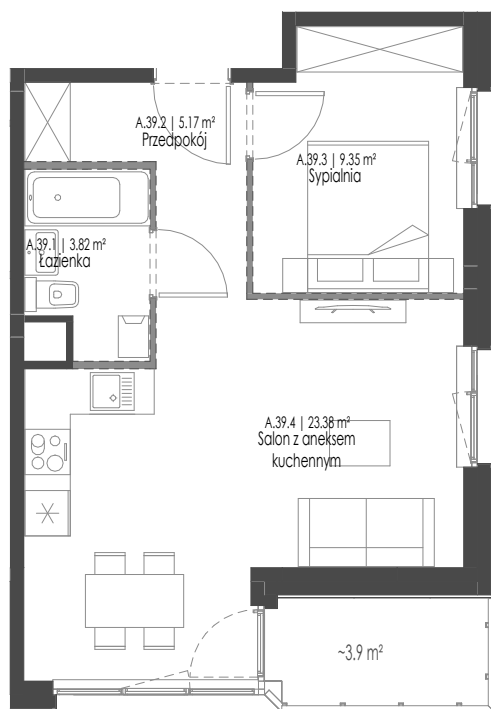 A.39.2 | 5.17 m²
Przedpokój
A.39.3 | 9.35 m²
Sypialnia
A.39.1 | 3.82 m²
Łazienka
A.39.4 | 23.38 m²
Salon z aneksem
kuchennym
~3.9 m²